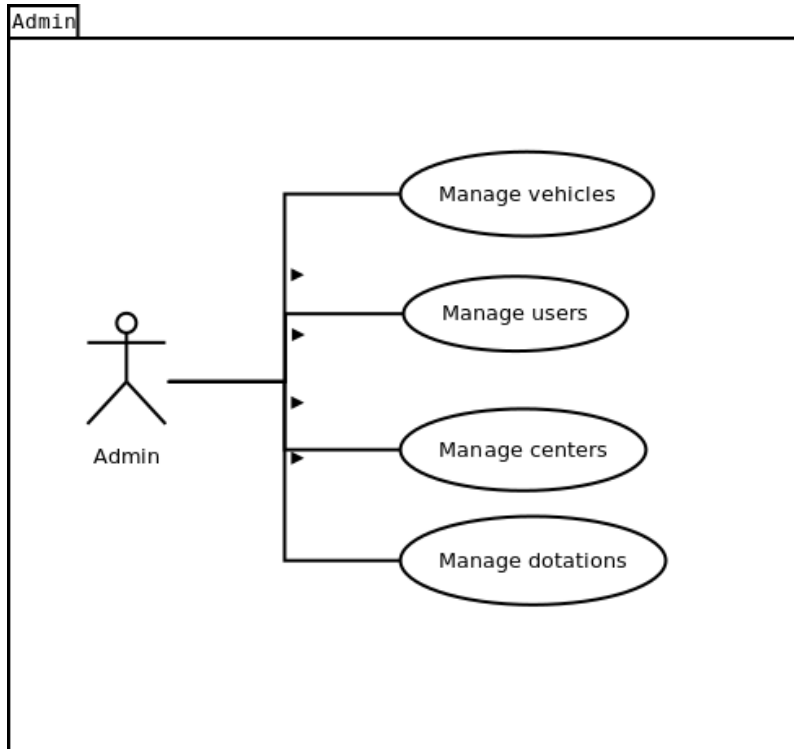 Admin
Manage vehicles
Manage users
Admin
Manage centers
Manage dotations